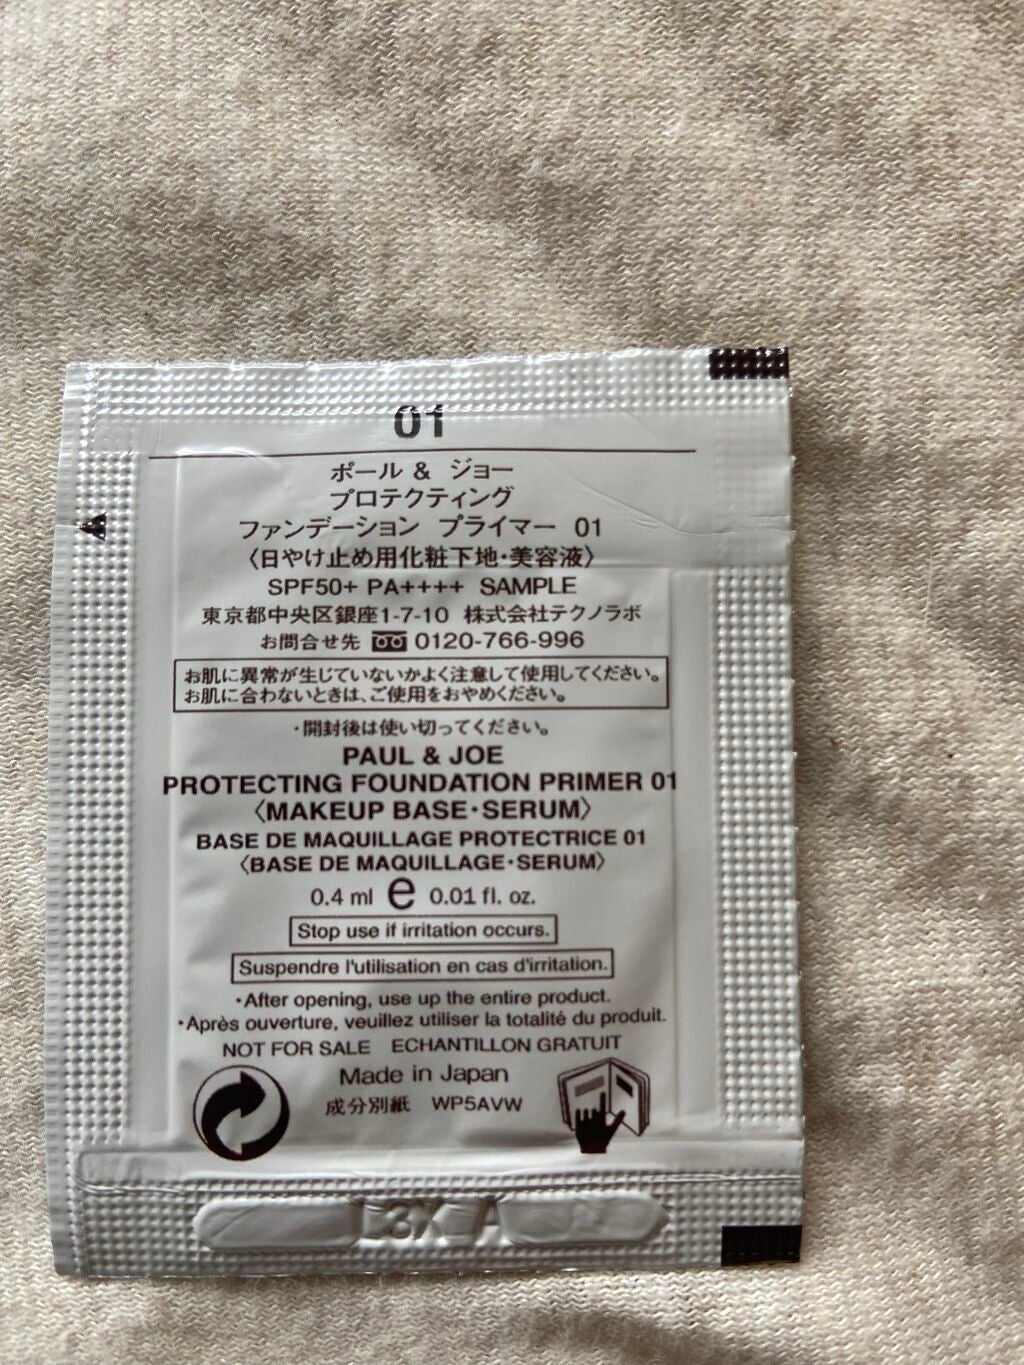 01
ポール & ジョー
プロテクティング
ファンデーション プライマー 01
〈日やけ止め用化粧下地・美容液〉
SPF50+ PA++++ SAMPLE
東京都中央区銀座1-7-10 株式会社テクノラボ
お問合せ先 0120-766-996
お肌に異常が生じていないかよく注意して使用してください。
お肌に合わないときは、ご使用をおやめください。
・開封後は使い切ってください。
PAUL & JOE
PROTECTING FOUNDATION PRIMER 01
〈MAKEUP BASE・SERUM〉
BASE DE MAQUILLAGE PROTECTRICE 01
〈BASE DE MAQUILLAGE・SERUM〉
0.4 ml e 0.01 fl. oz.
Stop use if irritation occurs.
Suspendre l'utilisation en cas d'irritation.
・After opening, use up the entire product.
・Après ouverture, veuillez utiliser la totalité du produit.
NOT FOR SALE ECHANTILLON GRATUIT
Made in Japan
成分別紙 WP5AVW